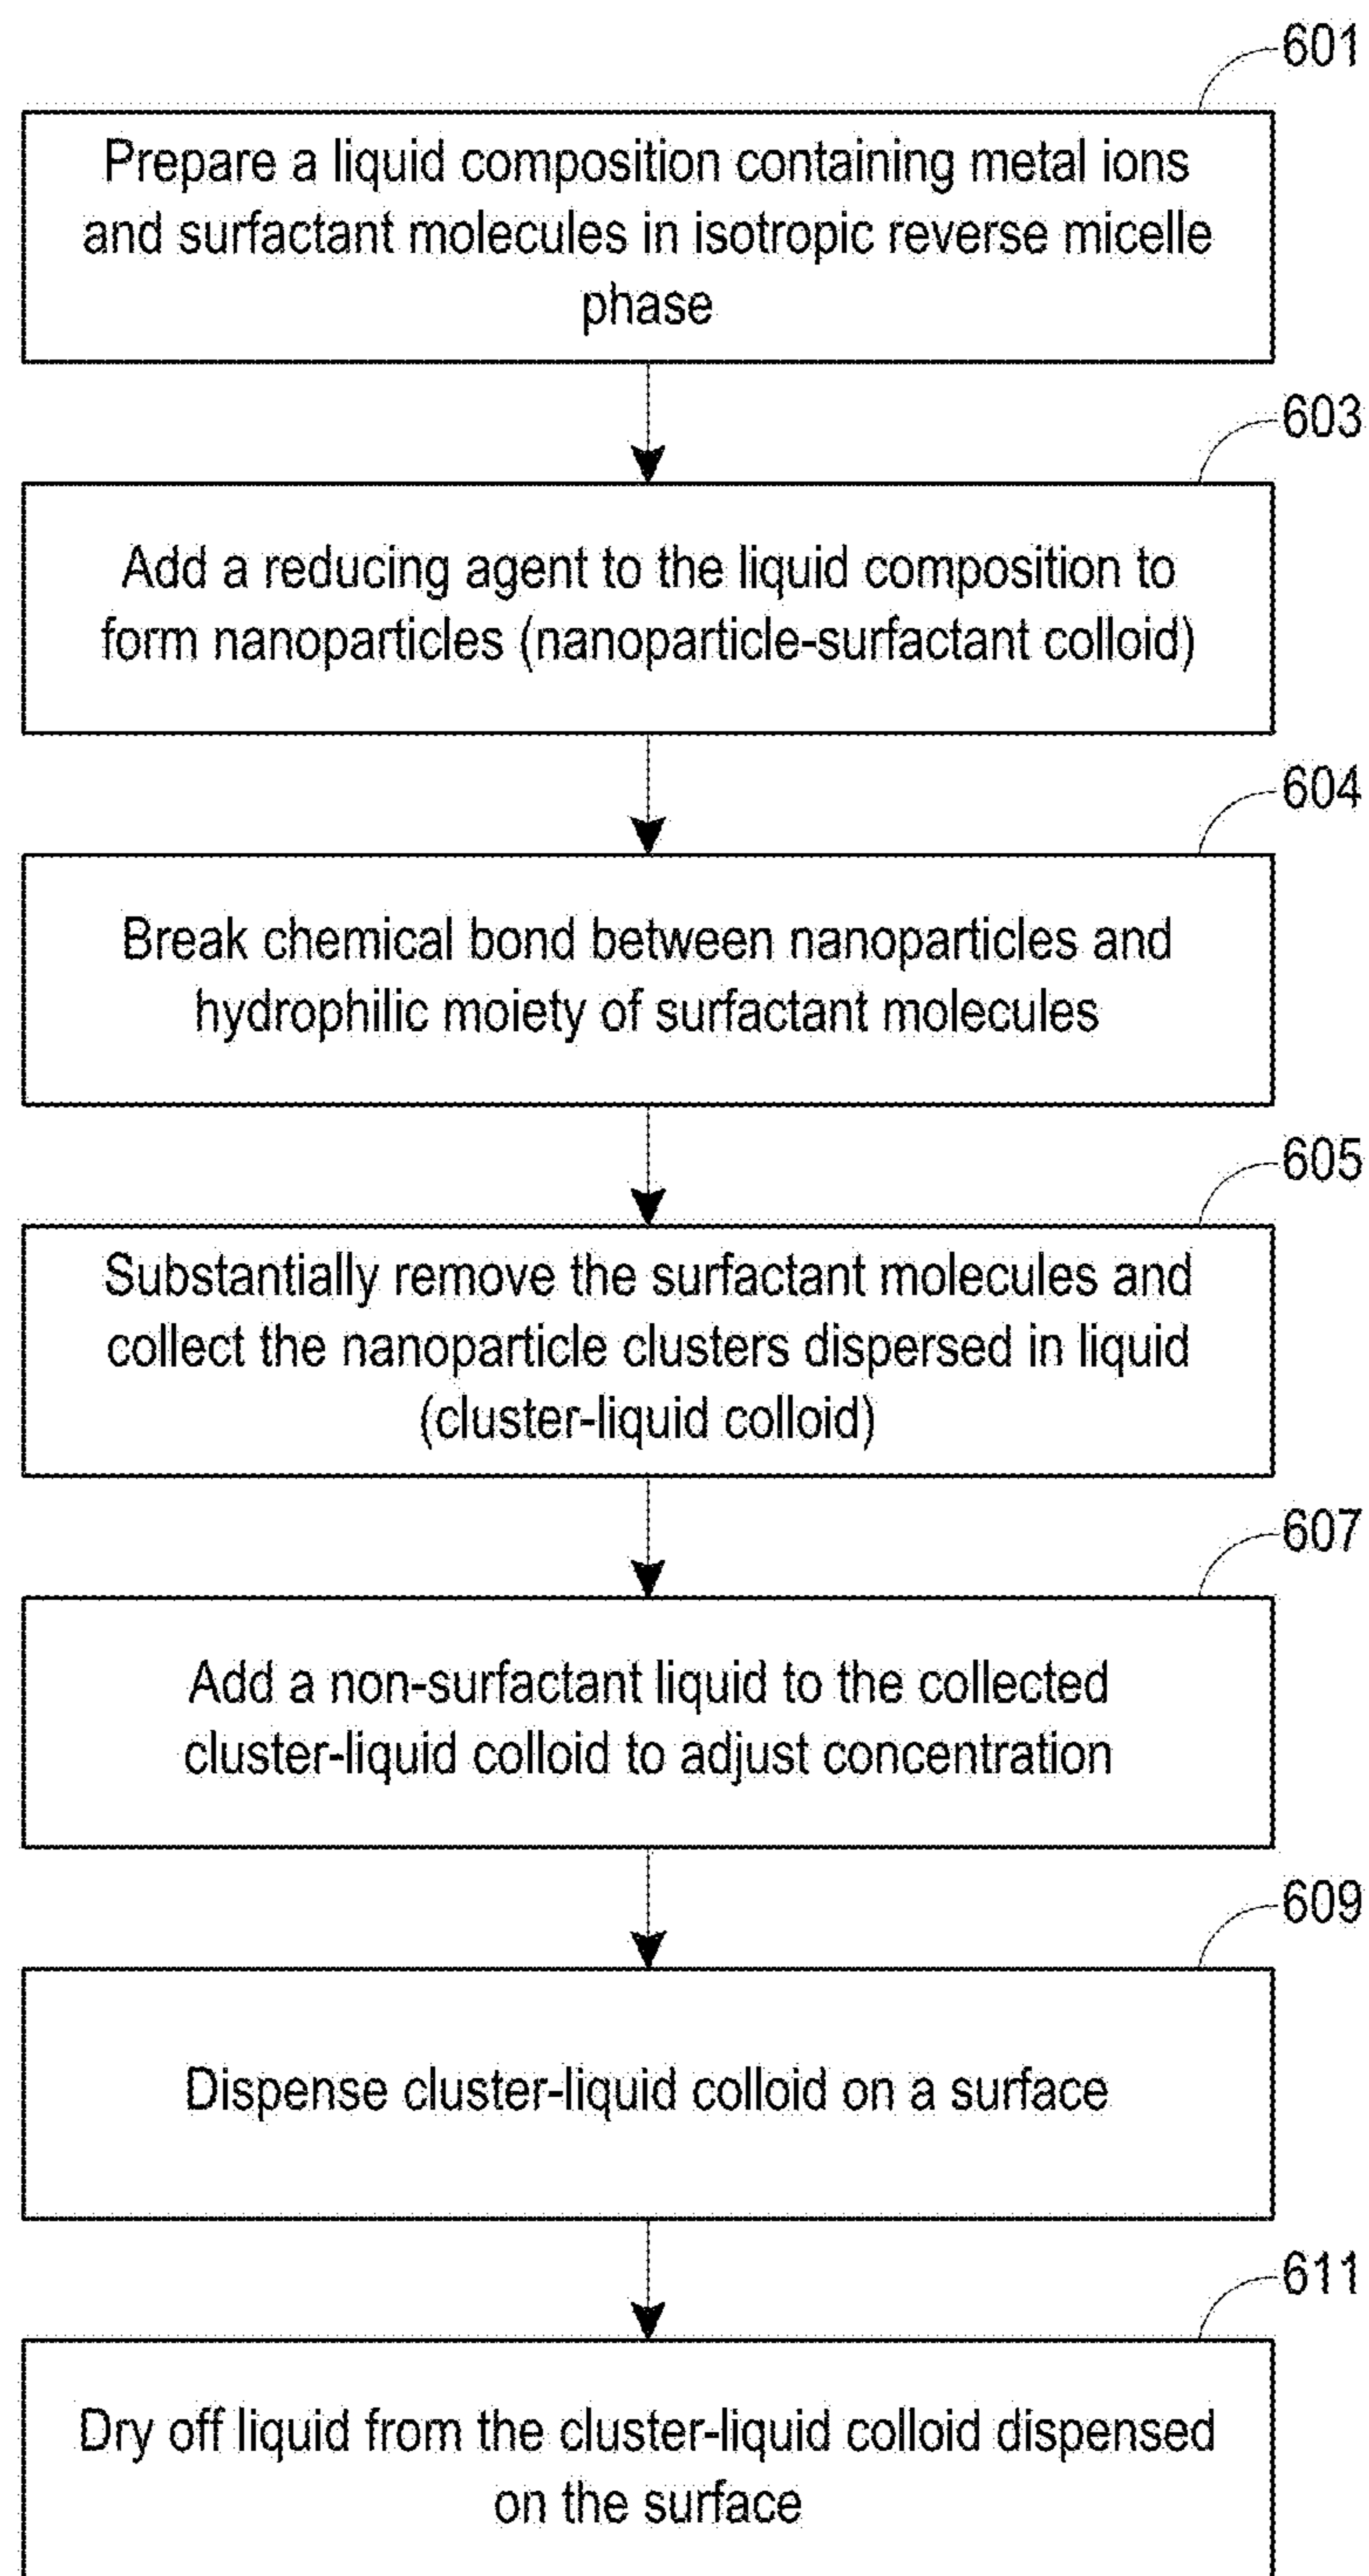 601
Prepare a liquid composition containing metal ions
and surfactant molecules in isotropic reverse micelle
phase
603
Add a reducing agent to the liquid composition to
form nanoparticles (nanoparticle-surfactant colloid)
604
Break chemical bond between nanoparticles and
hydrophilic moiety of surfactant molecules
605
Substantially remove the surfactant molecules and
collect the nanoparticle clusters dispersed in liquid
(cluster-liquid colloid)
607
Add a non-surfactant liquid to the collected
cluster-liquid colloid to adjust concentration
609
Dispense cluster-liquid colloid on a surface
611
Dry off liquid from the cluster-liquid colloid dispensed
on the surface